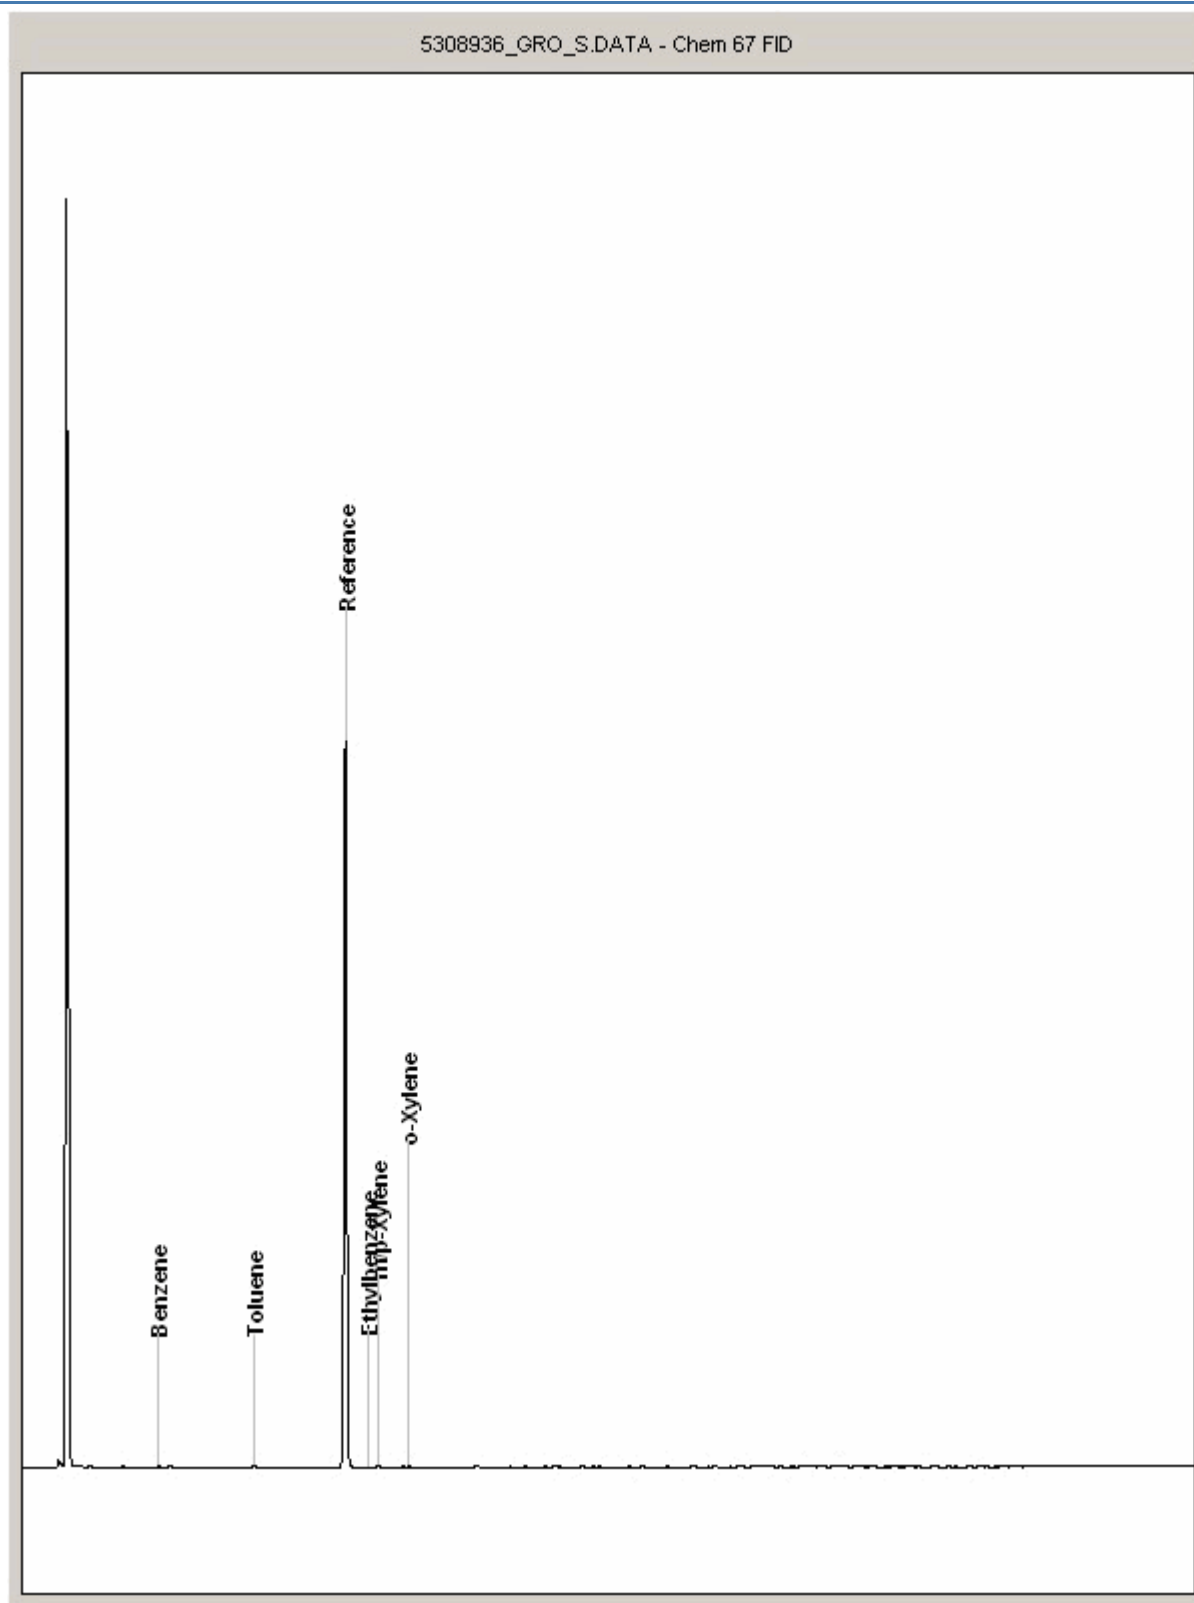 5308936_GRO_S.DATA - Chem 67 FID
Benzene
Toluene
Reference
Ethylbenzene
m/p-Xylene
o-Xylene